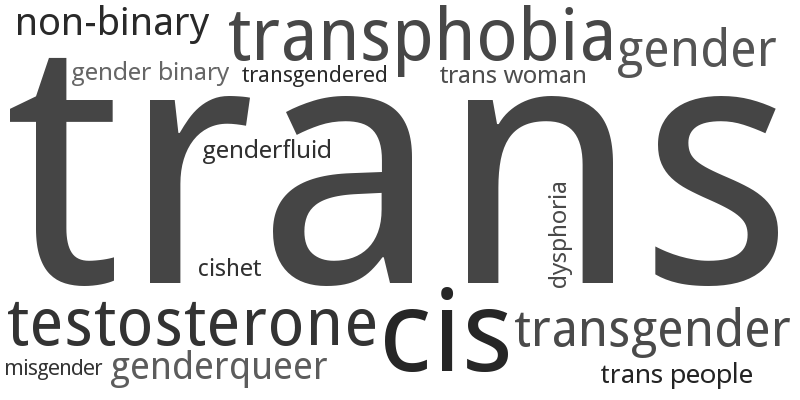 non-binary
transphobia
gender
gender binary
transgendered
trans woman
trans
genderfluid
dysphoria
cishet
testosterone
cis
transgender
misgender
genderqueer
trans people